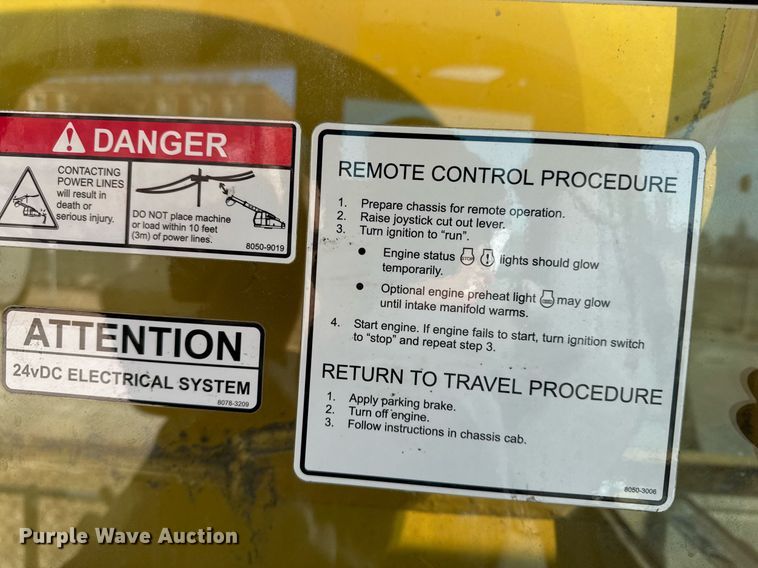 DANGER
CONTACTING
POWER LINES
will result in
death or
serious injury.
DO NOT place machine
or load within 10 feet
(3m) of power lines.
8050-9019
ATTENTION
24vDC ELECTRICAL SYSTEM
6078-3209
REMOTE CONTROL PROCEDURE
1. Prepare chassis for remote operation.
2. Raise joystick cut out lever.
3. Turn ignition to “run”.
• Engine status STOP ! lights should glow
temporarily.
• Optional engine preheat light may glow
until intake manifold warms.
4. Start engine. If engine fails to start, turn ignition switch
to “stop” and repeat step 3.
RETURN TO TRAVEL PROCEDURE
1. Apply parking brake.
2. Turn off engine.
3. Follow instructions in chassis cab.
8050-3006
Purple Wave Auction